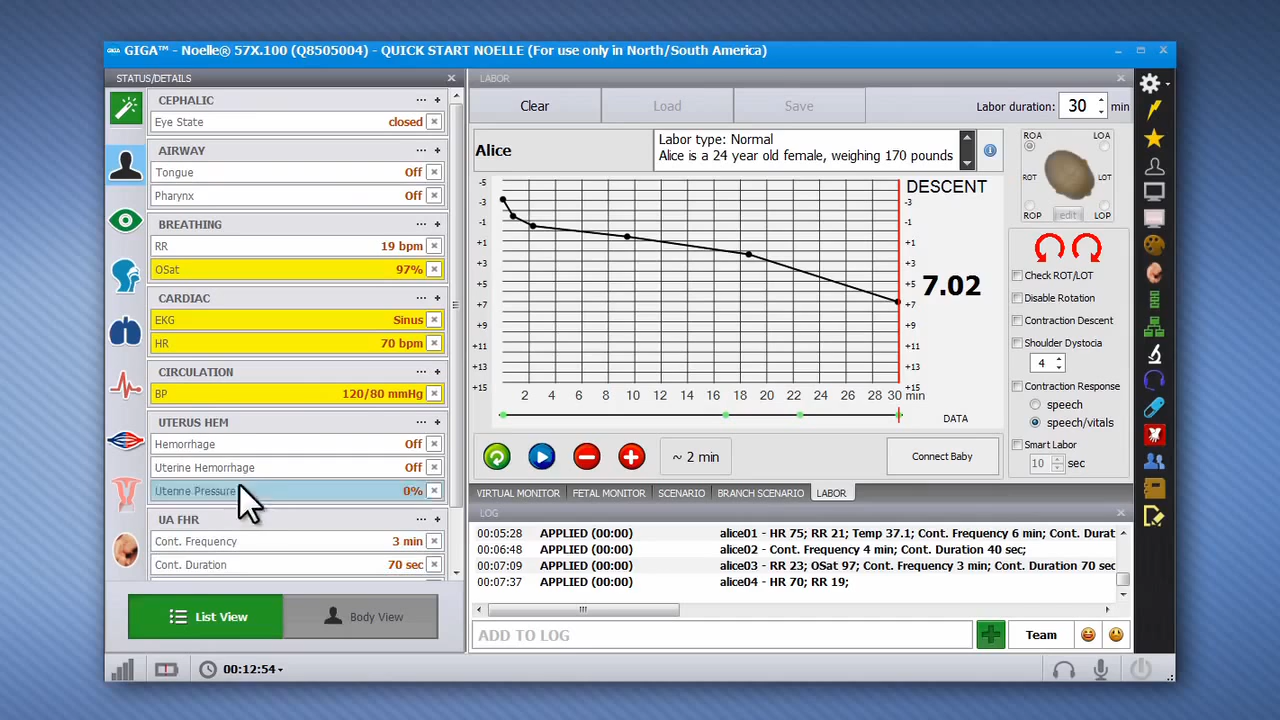 GIGA™ - Noelle® 57X.100 (Q8505004) - QUICK START NOELLE (For use only in North/South America)
STATUS/DETAILS
CEPHALIC
Eye State closed
AIRWAY
Tongue Off
Pharynx Off
BREATHING
RR 19 bpm
OSat 97%
CARDIAC
EKG Sinus
HR 70 bpm
CIRCULATION
BP 120/80 mmHg
UTERUS HEM
Hemorrhage Off
Uterine Hemorrhage Off
Uterine Pressure 0%
UA FHR
Cont. Frequency 3 min
Cont. Duration 70 sec
List View
Body View
00:12:54
LABOR
Clear
Load
Save
Labor duration: 30 min
Alice
Labor type: Normal
Alice is a 24 year old female, weighing 170 pounds
-5
-3
-1
+1
+3
+5
+7
+9
+11
+13
+15
DESCENT
-3
-1
+1
+3
+5
+7
+9
+11
+13
+15
7.02
2 4 6 8 10 12 14 16 18 20 22 24 26 28 30 min
DATA
~ 2 min
Connect Baby
ROA LOA
ROT LOT
ROP edit LOP
Check ROT/LOT
Disable Rotation
Contraction Descent
Shoulder Dystocia
4
Contraction Response
speech
speech/vitals
Smart Labor
10 sec
VIRTUAL MONITOR FETAL MONITOR SCENARIO BRANCH SCENARIO LABOR
LOG
00:05:28 APPLIED (00:00) alice01 - HR 75; RR 21; Temp 37.1; Cont. Frequency 6 min; Cont. Durat
00:06:48 APPLIED (00:00) alice02 - Cont. Frequency 4 min; Cont. Duration 40 sec;
00:07:09 APPLIED (00:00) alice03 - RR 23; OSat 97; Cont. Frequency 3 min; Cont. Duration 70 sec
00:07:37 APPLIED (00:00) alice04 - HR 70; RR 19;
ADD TO LOG
Team